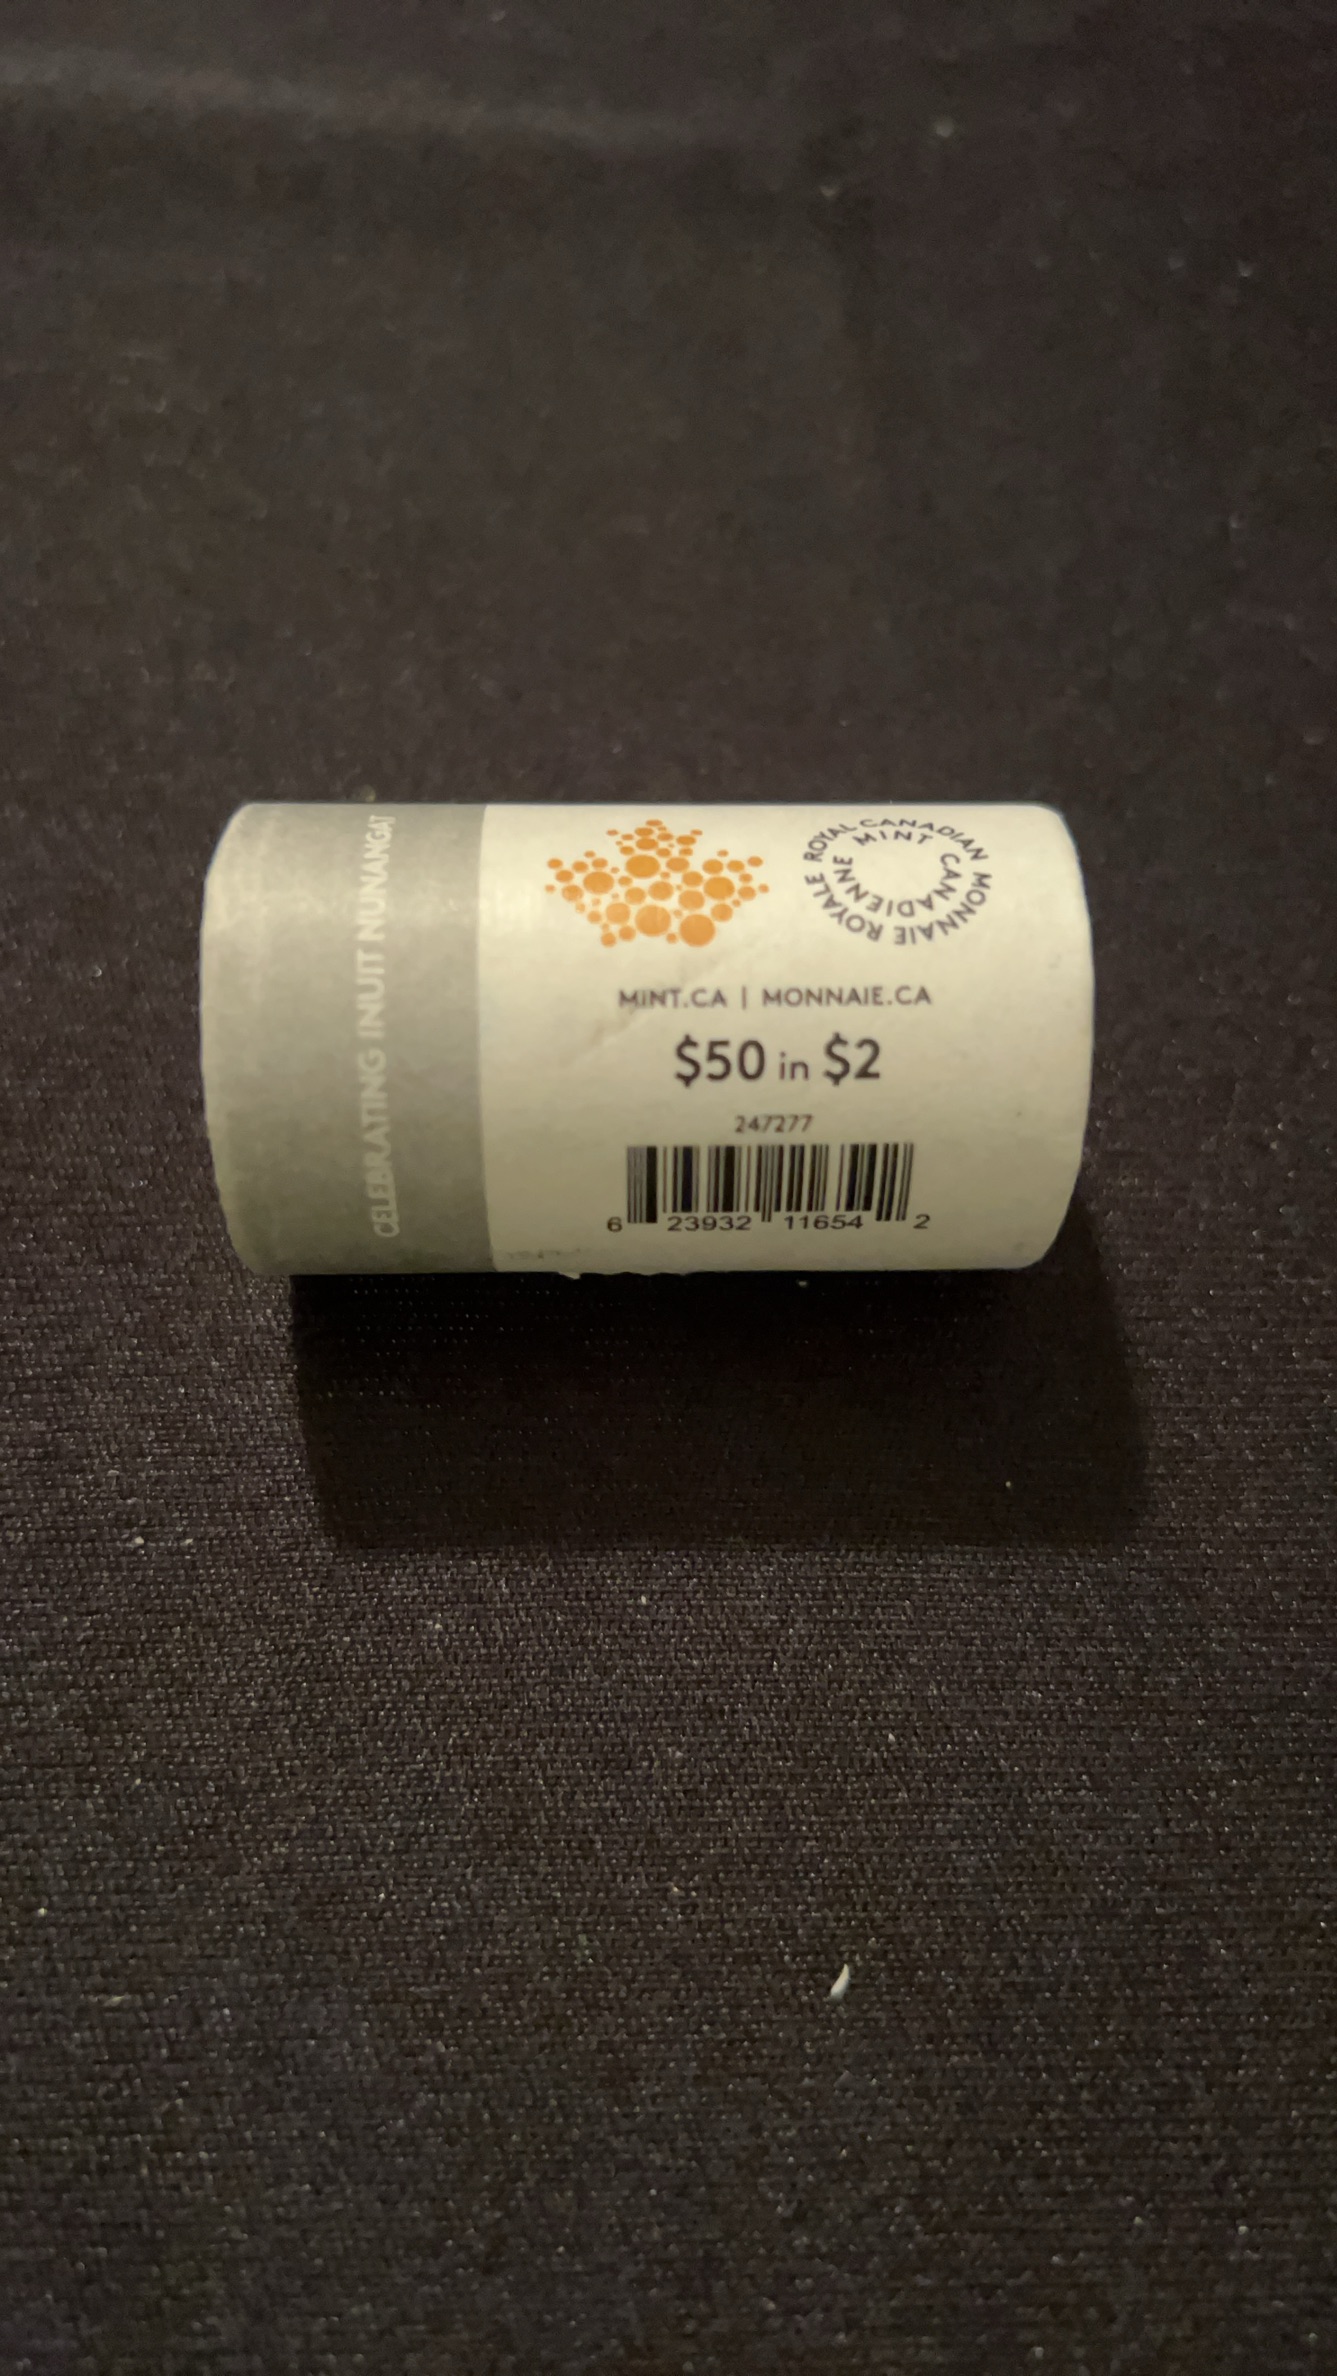 CELEBRATING INUIT NUNANGAT
ROYAL CANADIAN MINT
MONNAIE ROYALE CANADIENNE
MINT.CA | MONNAIE.CA
$50 in $2
247277
6 23932 11654 2